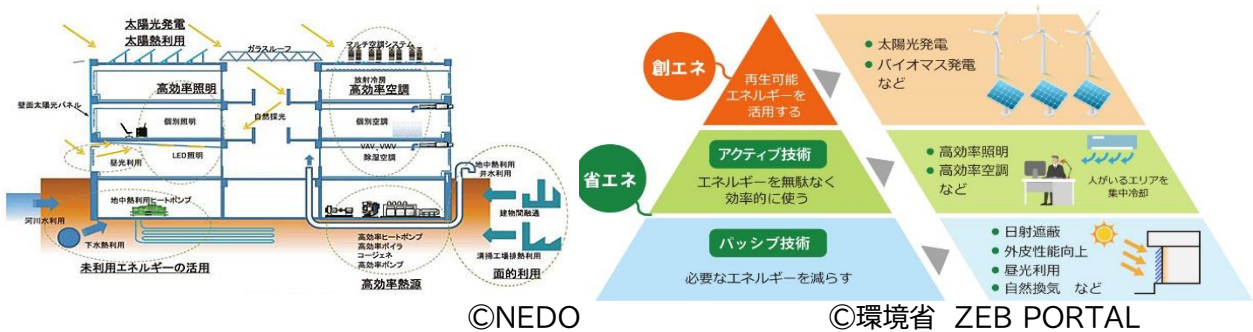 太陽光発電
太陽熱利用
ガラスルーフ
マルチ空調システム
放射冷房
高効率照明
高効率空調
壁面太陽光パネル
個別照明
自然採光
個別空調
昼光利用
LED照明
VAV、VWV
除湿空調
地中熱利用
井水利用
地中熱利用ヒートポンプ
建物間融通
河川水利用
下水熱利用
高効率ヒートポンプ
高効率ボイラ
コージェネ
高効率ポンプ
清掃工場排熱利用
未利用エネルギーの活用
高効率熱源
面的利用
©NEDO
創エネ
再生可能
エネルギーを
活用する
太陽光発電
バイオマス発電
など
省エネ
アクティブ技術
エネルギーを無駄なく
効率的に使う
高効率照明
高効率空調
など
人がいるエリアを
集中冷却
パッシブ技術
必要なエネルギーを減らす
日射遮蔽
外皮性能向上
昼光利用
自然換気 など
©環境省 ZEB PORTAL